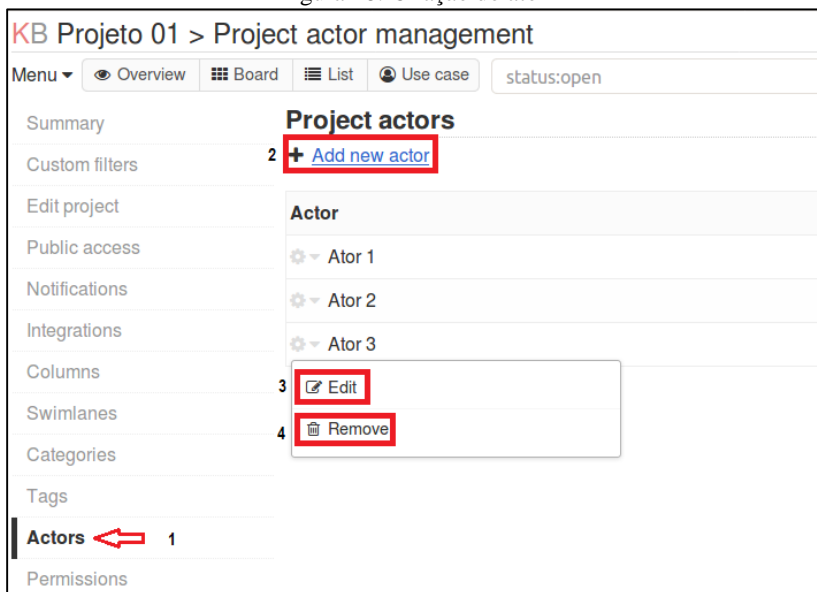 KB Projeto 01 > Project actor management
Menu Overview Board List Use case status:open
Summary
Custom filters
Edit project
Public access
Notifications
Integrations
Columns
Swimlanes
Categories
Tags
Actors 1
Permissions
Project actors
2 + Add new actor
Actor
Ator 1
Ator 2
Ator 3
3 Edit
4 Remove